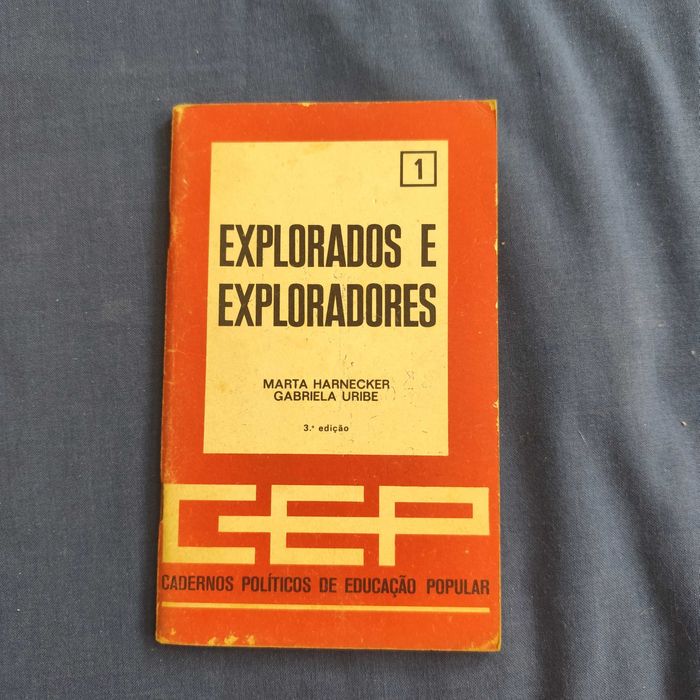 1
EXPLORADOS E
EXPLORADORES
MARTA HARNECKER
GABRIELA URIBE
3.ª edição
CEP
CADERNOS POLÍTICOS DE EDUCAÇÃO POPULAR